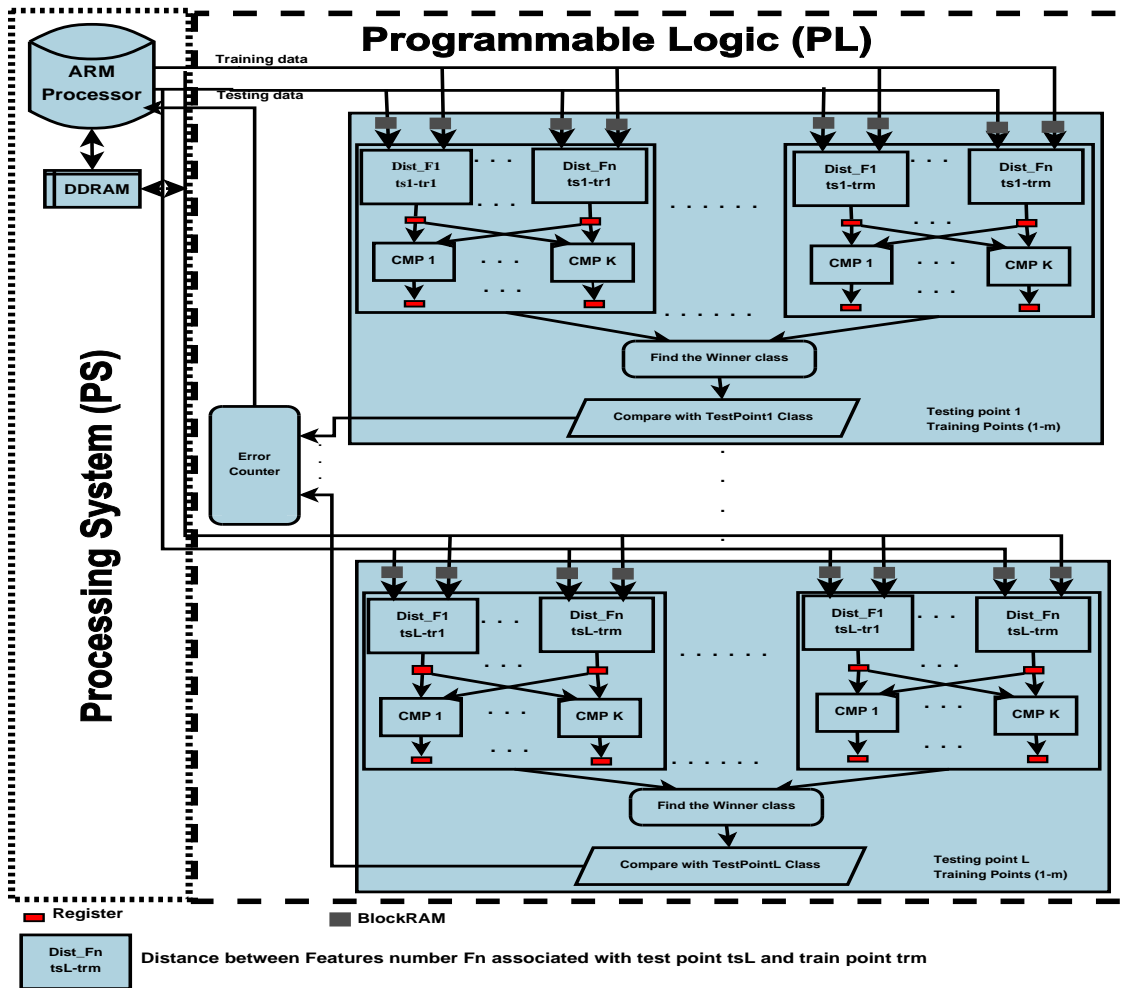 Programmable Logic (PL)
ARM
Processor
DDRAM
Processing System (PS)
Training data
Testing data
Dist_F1
ts1-tr1
. . .
Dist_Fn
ts1-tr1
Dist_F1
ts1-trm
. . .
Dist_Fn
ts1-trm
CMP 1
. . .
CMP K
CMP 1
. . .
CMP K
Find the Winner class
Compare with TestPoint1 Class
Testing point 1
Training Points (1-m)
Error
Counter
Dist_F1
tsL-tr1
. . .
Dist_Fn
tsL-trm
Dist_F1
tsL-tr1
. . .
Dist_Fn
tsL-trm
CMP 1
. . .
CMP K
CMP 1
. . .
CMP K
Find the Winner class
Compare with TestPointL Class
Testing point L
Training Points (1-m)
Register
BlockRAM
Dist_Fn
tsL-trm
Distance between Features number Fn associated with test point tsL and train point trm